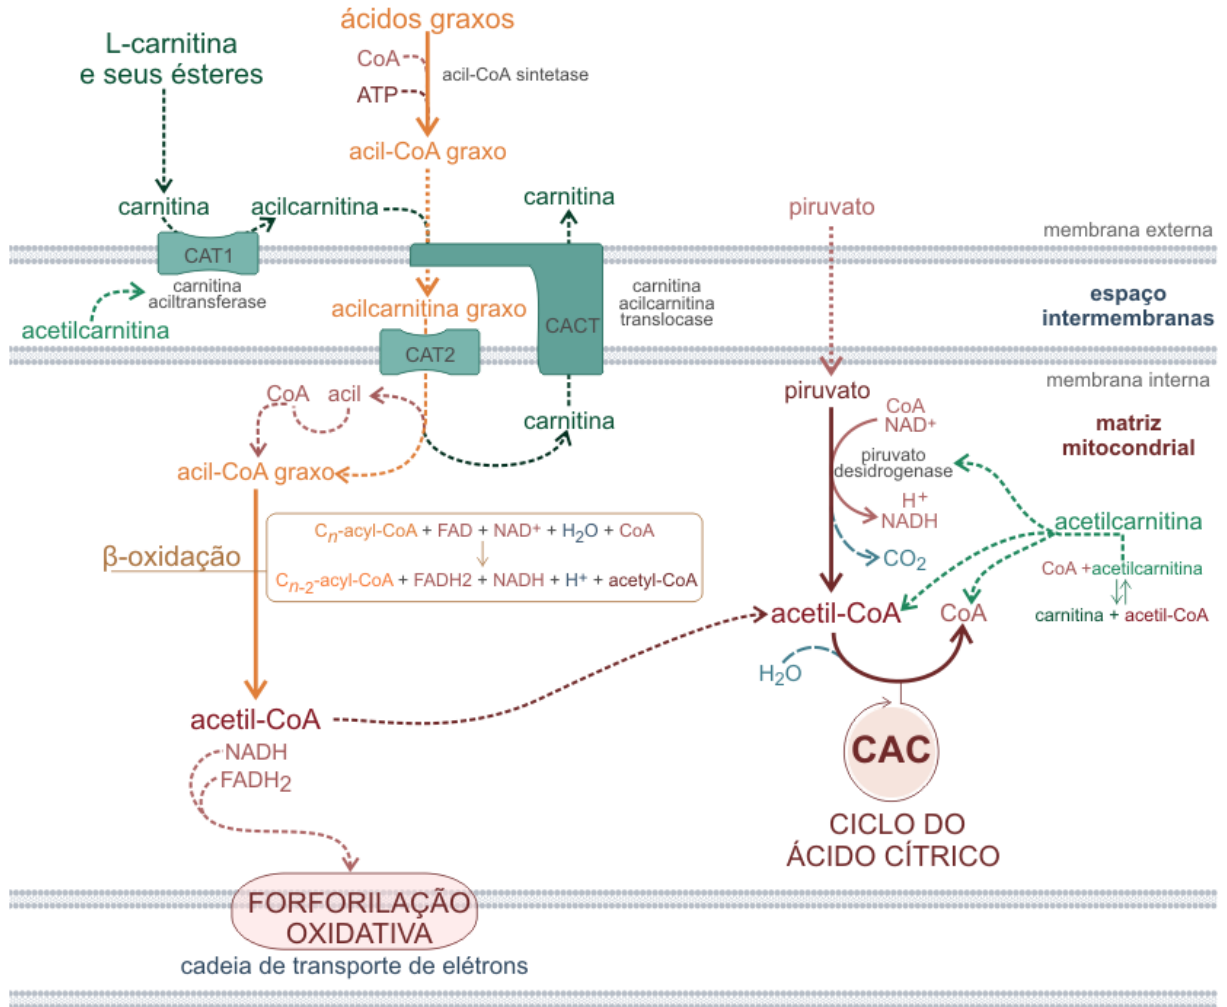 ácidos graxos
L-carnitina
e seus ésteres
CoA
acil-CoA sintetase
ATP
acil-CoA graxo
carnitina
acilcarnitina
carnitina
piruvato
membrana externa
CAT1
carnitina
aciltransferase
acetilcarnitina
acilcarnitina graxo
carnitina
acilcarnitina
translocase
CACT
espaço
intermembranas
CAT2
membrana interna
CoA
acil
carnitina
piruvato
CoA
NAD⁺
matriz
mitocondrial
acil-CoA graxo
piruvato
desidrogenase
H⁺
NADH
CO₂
acetilcarnitina
CoA +acetilcarnitina
carnitina + acetil-CoA
β-oxidação
Cₙ-acyl-CoA + FAD + NAD⁺ + H₂O + CoA
Cₙ₋₂-acyl-CoA + FADH2 + NADH + H⁺ + acetyl-CoA
acetil-CoA
CoA
H₂O
acetil-CoA
NADH
FADH₂
CAC
CICLO DO
ÁCIDO CÍTRICO
FORFORILAÇÃO
OXIDATIVA
cadeia de transporte de elétrons